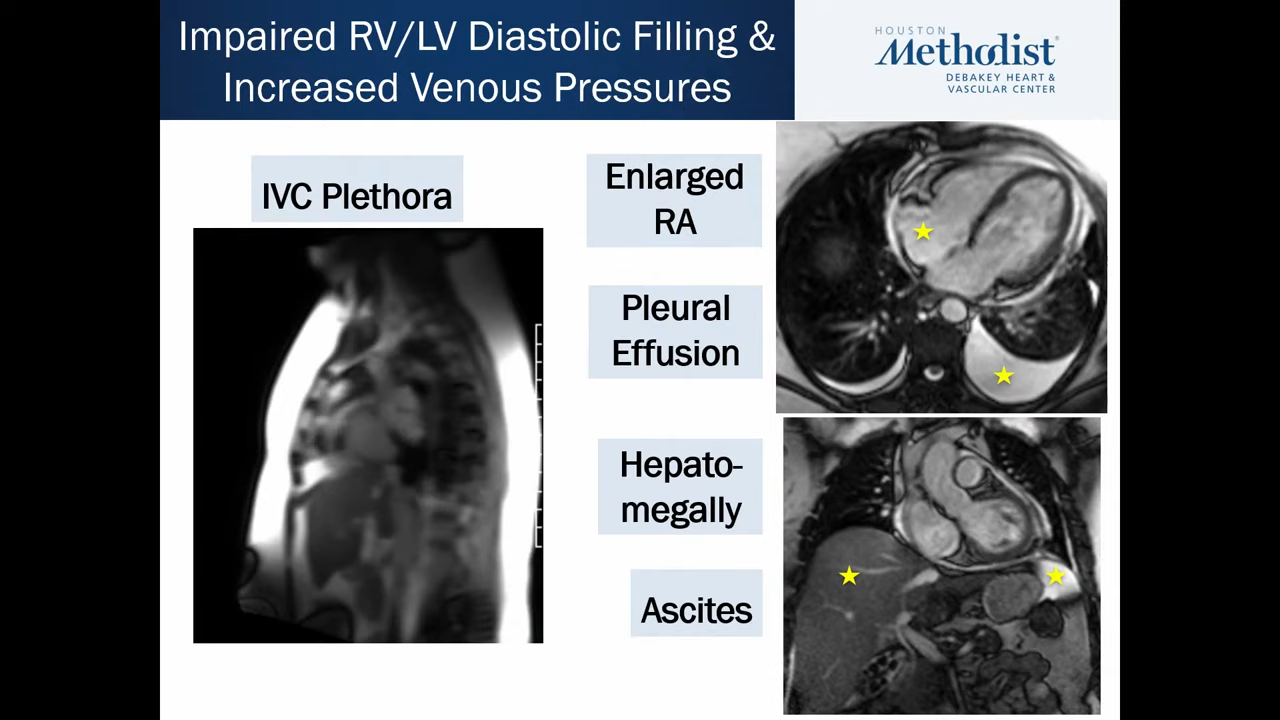 Impaired RV/LV Diastolic Filling &
Increased Venous Pressures
HOUSTON
Methodist®
DEBAKEY HEART &
VASCULAR CENTER
IVC Plethora
Enlarged
RA
Pleural
Effusion
Hepato-
megally
Ascites